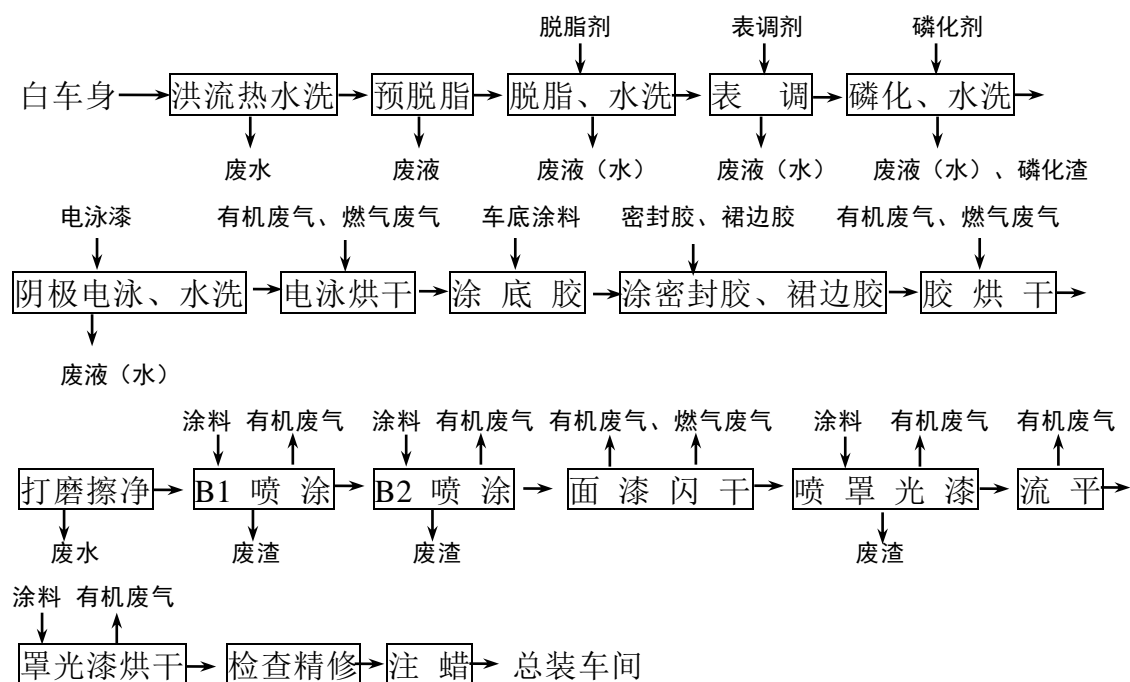 脱脂剂 表调剂 磷化剂
白车身 洪流热水洗 预脱脂 脱脂、水洗 表 调 磷化、水洗
废水 废液 废液（水） 废液（水） 废液（水）、磷化渣
电泳漆 有机废气、燃气废气 车底涂料 密封胶、裙边胶 有机废气、燃气废气
阴极电泳、水洗 电泳烘干 涂 底 胶 涂密封胶、裙边胶 胶 烘 干
废液（水）
涂料 有机废气 涂料 有机废气 有机废气、燃气废气 涂料 有机废气 有机废气
打磨擦净 B1 喷 涂 B2 喷 涂 面 漆 闪 干 喷 罩 光 漆 流 平
废水 废渣 废渣 废渣
涂料 有机废气
罩光漆烘干 检查精修 注 蜡 总装车间